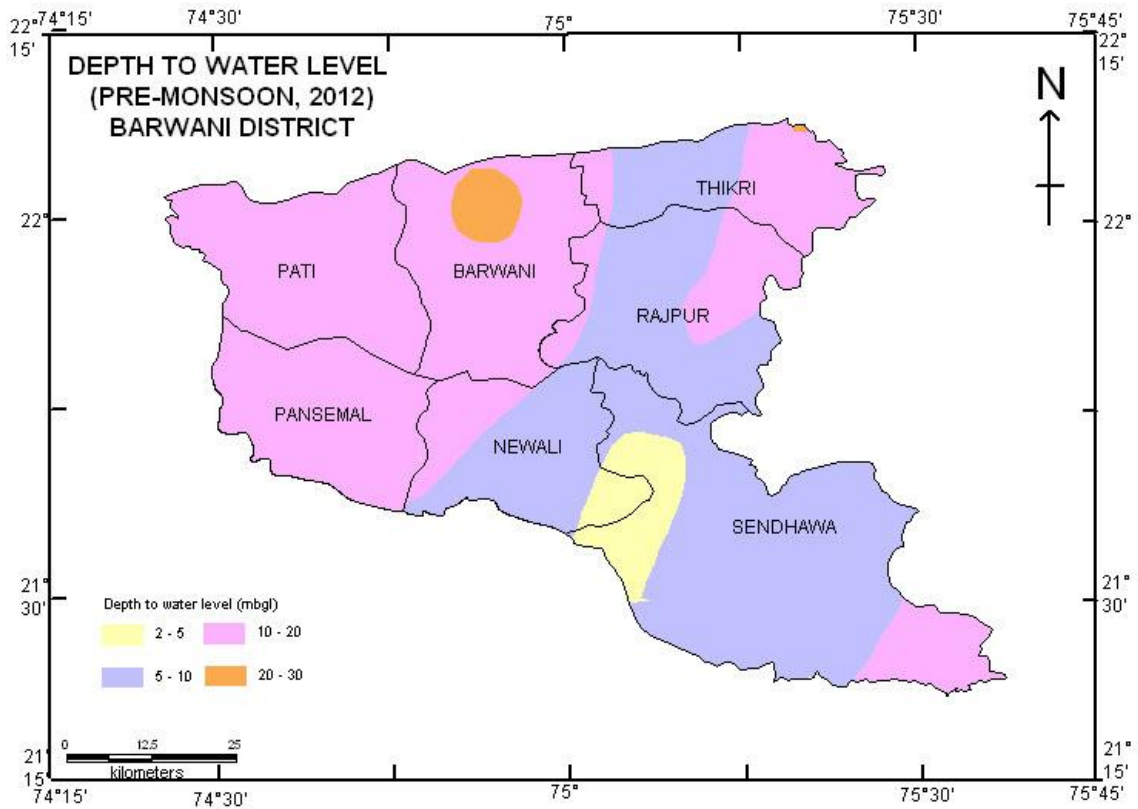 74°15' 74°30' 75° 75°30' 75°45'
22°
15'
22°
15'
DEPTH TO WATER LEVEL
(PRE-MONSOON, 2012)
BARWANI DISTRICT
N
THIKRI
22°
22°
PATI
BARWANI
RAJPUR
PANSEMAL
NEWALI
SENDHAWA
21°
30'
21°
30'
Depth to water level (mbgl)
2 - 5 10 - 20
5 - 10 20 - 30
0 12.5 25
kilometers
21°
15'
21°
15'
74°15' 74°30' 75° 75°30' 75°45'